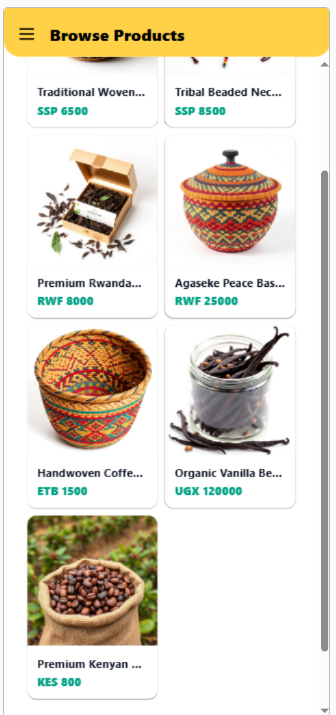 Browse Products
Traditional Woven...
SSP 6500
Tribal Beaded Nec...
SSP 8500
Premium Rwanda...
RWF 8000
Agaseke Peace Bas...
RWF 25000
Handwoven Coffe...
ETB 1500
Organic Vanilla Be...
UGX 120000
Premium Kenyan ...
KES 800